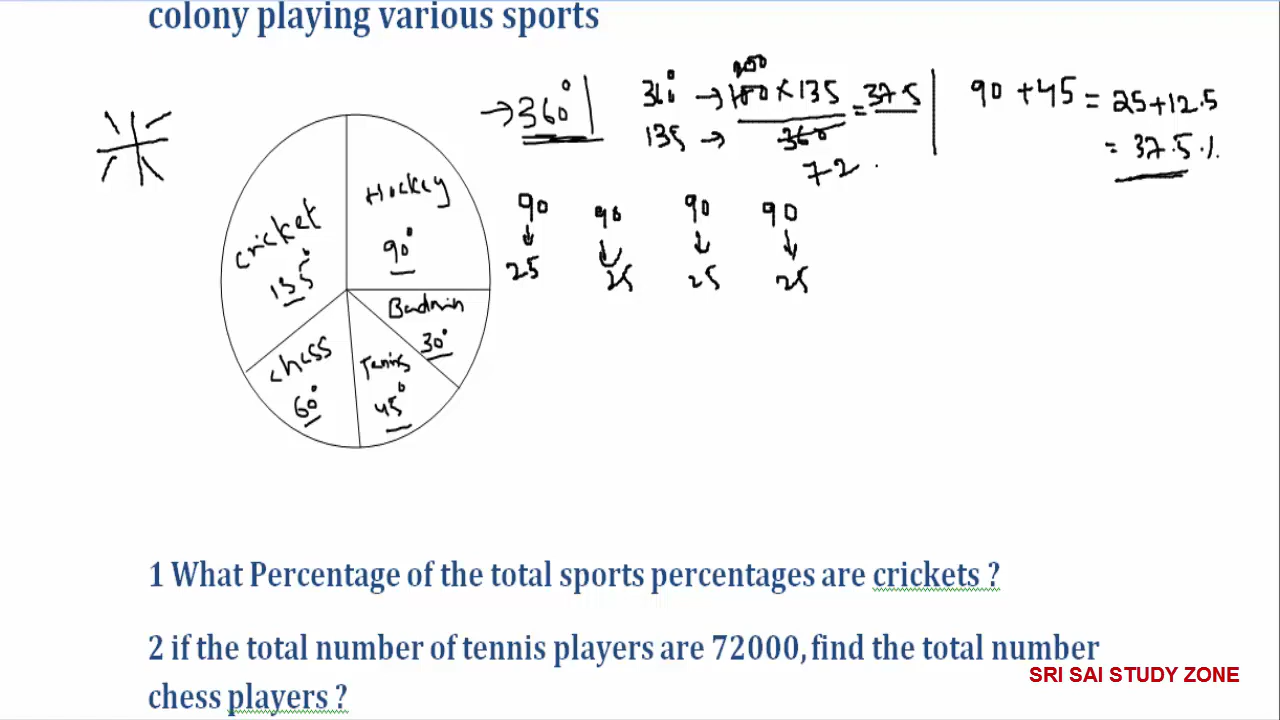 colony playing various sports
→ 360° 360° → 100 × 135 = 37.5 90 + 45 = 25 + 12.5
135 → 360 = 37.5 %
72
90 90 90 90
25 25 25 25
Hockey
90°
cricket
135°
Badmin
30°
chess
60°
Tennis
45°
1 What Percentage of the total sports percentages are crickets ?
2 if the total number of tennis players are 72000, find the total number
chess players ?
SRI SAI STUDY ZONE